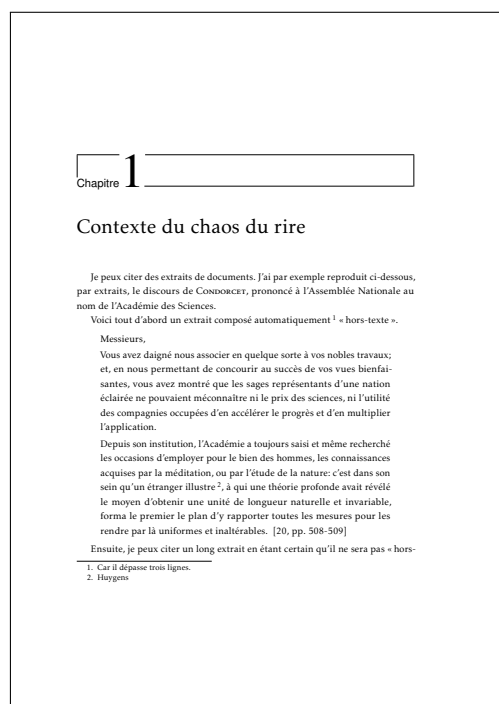 Chapitre 1
Contexte du chaos du rire
Je peux citer des extraits de documents. J'ai par exemple reproduit ci-dessous,
par extraits, le discours de Condorcet, prononcé à l'Assemblée Nationale au
nom de l'Académie des Sciences.
Voici tout d'abord un extrait composé automatiquement 1 « hors-texte ».
Messieurs,
Vous avez daigné nous associer en quelque sorte à vos nobles travaux;
et, en nous permettant de concourir au succès de vos vues bienfai-
santes, vous avez montré que les sages représentants d'une nation
éclairée ne pouvaient méconnaître ni le prix des sciences, ni l'utilité
des compagnies occupées d'en accélérer le progrès et d'en multiplier
l'application.
Depuis son institution, l'Académie a toujours saisi et même recherché
les occasions d'employer pour le bien des hommes, les connaissances
acquises par la méditation, ou par l'étude de la nature: c'est dans son
sein qu'un étranger illustre 2, à qui une théorie profonde avait révélé
le moyen d'obtenir une unité de longueur naturelle et invariable,
forma le premier le plan d'y rapporter toutes les mesures pour les
rendre par là uniformes et inaltérables. [20, pp. 508-509]
Ensuite, je peux citer un long extrait en étant certain qu'il ne sera pas « hors-
1. Car il dépasse trois lignes.
2. Huygens